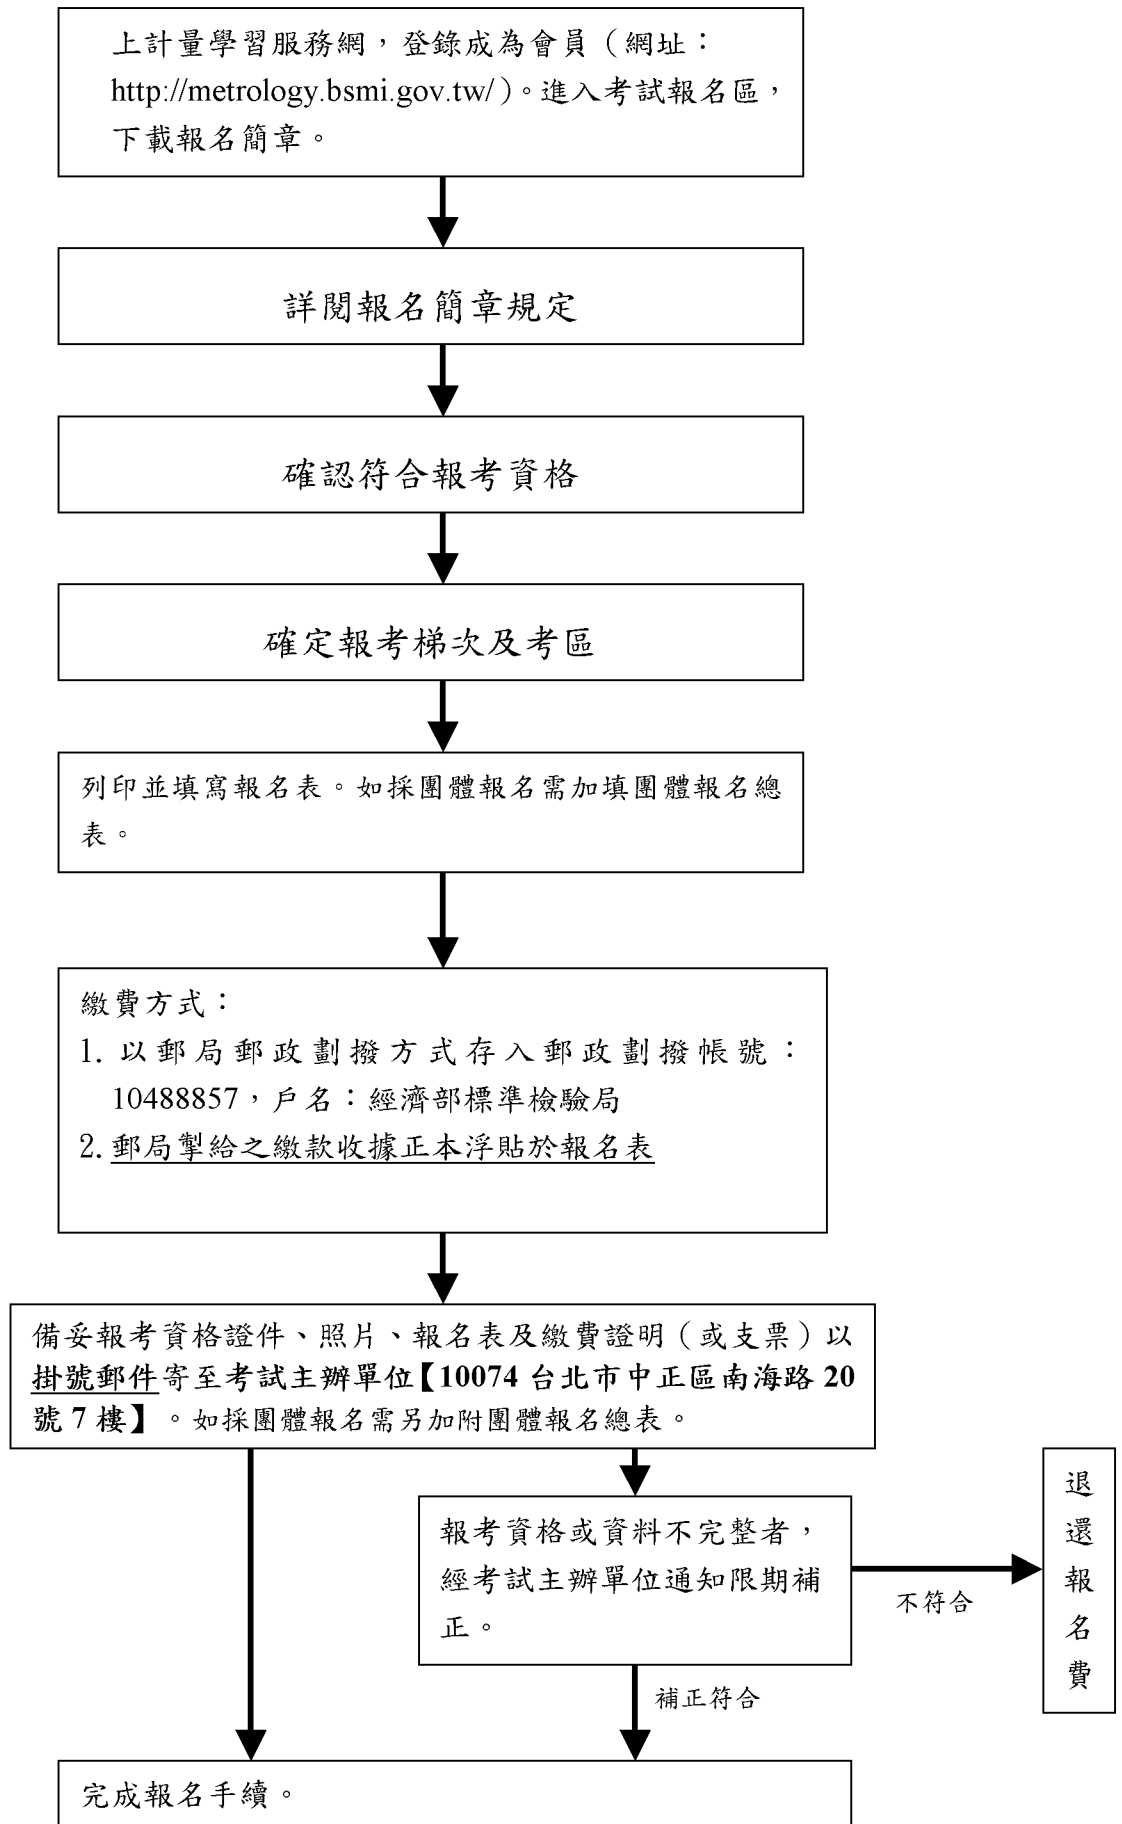 上計量學習服務網，登錄成為會員（網址：
http://metrology.bsmi.gov.tw/）。進入考試報名區，
下載報名簡章。
詳閱報名簡章規定
確認符合報考資格
確定報考梯次及考區
列印並填寫報名表。如採團體報名需加填團體報名總
表。
繳費方式：
1. 以郵局郵政劃撥方式存入郵政劃撥帳號：
10488857，戶名：經濟部標準檢驗局
2. 郵局掣給之繳款收據正本浮貼於報名表
備妥報考資格證件、照片、報名表及繳費證明（或支票）以
掛號郵件寄至考試主辦單位【10074 台北市中正區南海路 20
號 7 樓】。如採團體報名需另加附團體報名總表。
報考資格或資料不完整者，
經考試主辦單位通知限期補
正。
不符合
退
還
報
名
費
補正符合
完成報名手續。